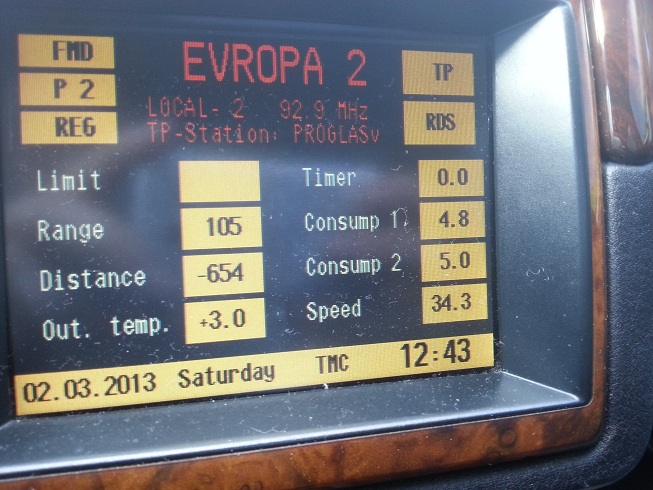 FMD EVROPA 2 TP
P 2 LOCAL- 2 92.9 MHz RDS
REG TP-Station: PROGLASv
Limit Timer 0.0
Range 105 Consump 1 4.8
Distance -654 Consump 2 5.0
Out. temp. +3.0 Speed 34.3
02.03.2013 Saturday TMC 12:43